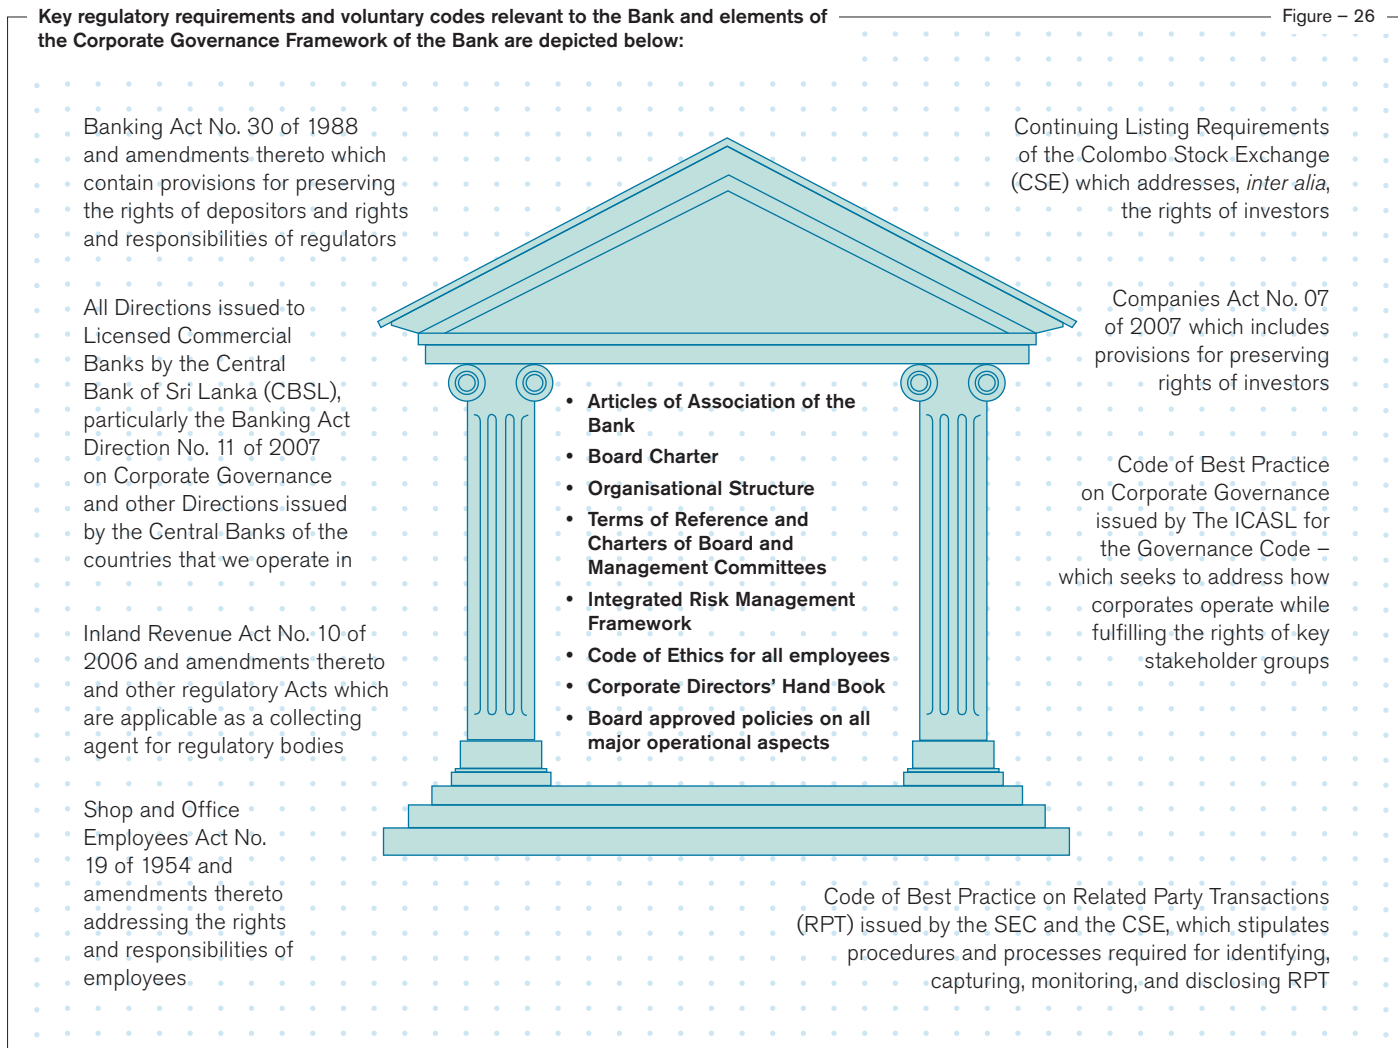 Key regulatory requirements and voluntary codes relevant to the Bank and elements of
the Corporate Governance Framework of the Bank are depicted below:
Figure – 26
Banking Act No. 30 of 1988
and amendments thereto which
contain provisions for preserving
the rights of depositors and rights
and responsibilities of regulators
All Directions issued to
Licensed Commercial
Banks by the Central
Bank of Sri Lanka (CBSL),
particularly the Banking Act
Direction No. 11 of 2007
on Corporate Governance
and other Directions issued
by the Central Banks of the
countries that we operate in
Inland Revenue Act No. 10 of
2006 and amendments thereto
and other regulatory Acts which
are applicable as a collecting
agent for regulatory bodies
Shop and Office
Employees Act No.
19 of 1954 and
amendments thereto
addressing the rights
and responsibilities of
employees
• Articles of Association of the
Bank
• Board Charter
• Organisational Structure
• Terms of Reference and
Charters of Board and
Management Committees
• Integrated Risk Management
Framework
• Code of Ethics for all employees
• Corporate Directors' Hand Book
• Board approved policies on all
major operational aspects
Continuing Listing Requirements
of the Colombo Stock Exchange
(CSE) which addresses, inter alia,
the rights of investors
Companies Act No. 07
of 2007 which includes
provisions for preserving
rights of investors
Code of Best Practice
on Corporate Governance
issued by The ICASL for
the Governance Code –
which seeks to address how
corporates operate while
fulfilling the rights of key
stakeholder groups
Code of Best Practice on Related Party Transactions
(RPT) issued by the SEC and the CSE, which stipulates
procedures and processes required for identifying,
capturing, monitoring, and disclosing RPT